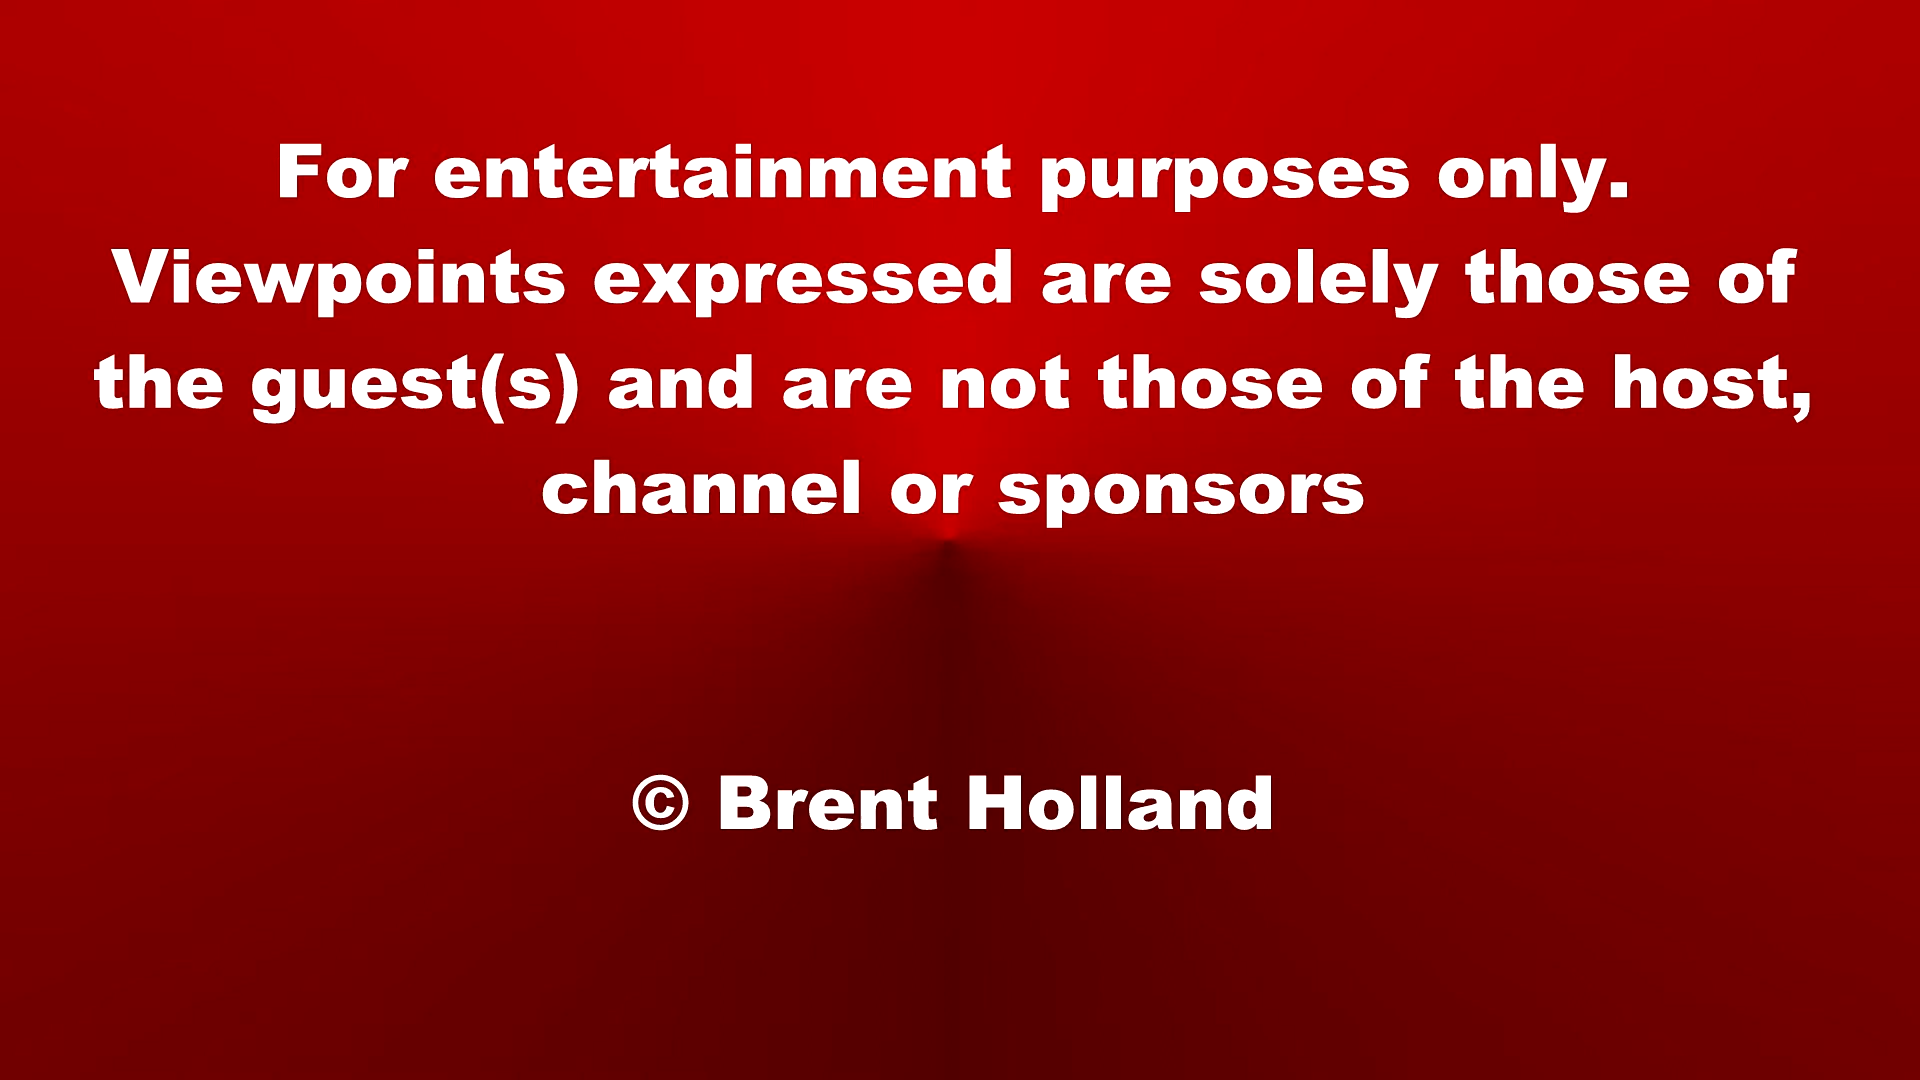 For entertainment purposes only.
Viewpoints expressed are solely those of
the guest(s) and are not those of the host,
channel or sponsors
© Brent Holland